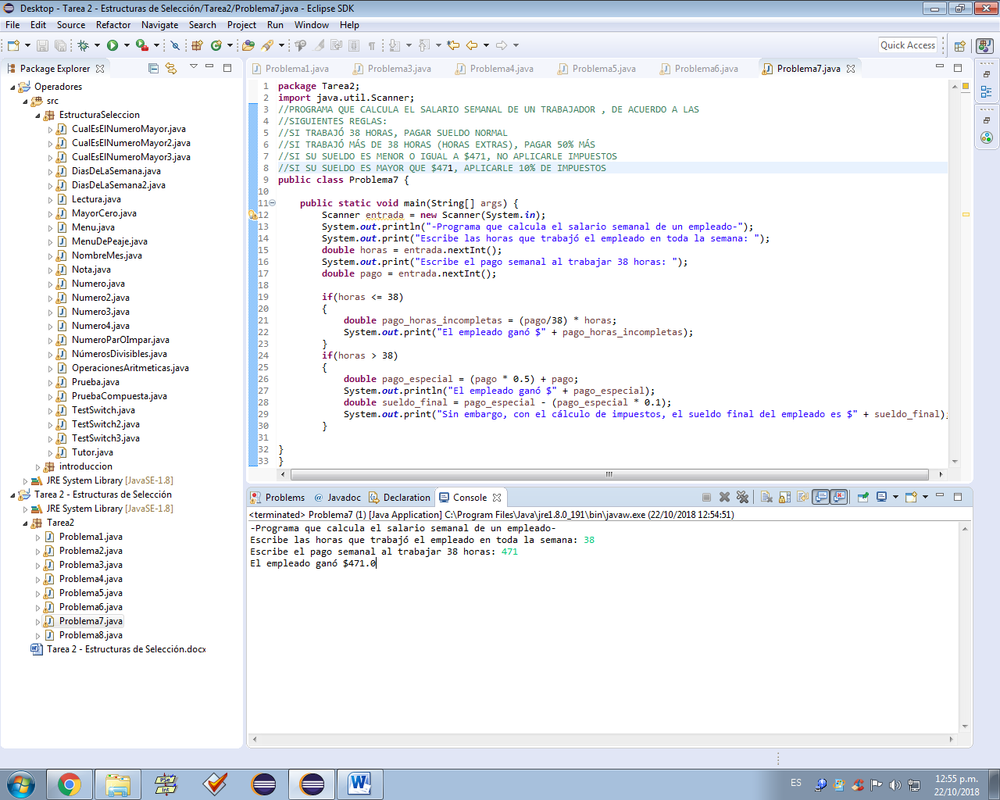 Desktop - Tarea 2 - Estructuras de Selección/Tarea2/Problema7.java - Eclipse SDK
File Edit Source Refactor Navigate Search Project Run Window Help
Quick Access
Package Explorer
Operadores
src
EstructuraSeleccion
CualEsElNumeroMayor.java
CualEsElNumeroMayor2.java
CualEsElNumeroMayor3.java
DiasDeLaSemana.java
DiasDeLaSemana2.java
Lectura.java
MayorCero.java
Menu.java
MenuDePeaje.java
NombreMes.java
Nota.java
Numero.java
Numero2.java
Numero3.java
Numero4.java
NumeroParOImpar.java
NúmerosDivisibles.java
OperacionesAritmeticas.java
Prueba.java
PruebaCompuesta.java
TestSwitch.java
TestSwitch2.java
TestSwitch3.java
Tutor.java
introduccion
JRE System Library [JavaSE-1.8]
Tarea 2 - Estructuras de Selección
JRE System Library [JavaSE-1.8]
Tarea2
Problema1.java
Problema2.java
Problema3.java
Problema4.java
Problema5.java
Problema6.java
Problema7.java
Problema8.java
Tarea 2 - Estructuras de Selección.docx
Problema1.java Problema3.java Problema4.java Problema5.java Problema6.java Problema7.java
1 package Tarea2;
2 import java.util.Scanner;
3 //PROGRAMA QUE CALCULA EL SALARIO SEMANAL DE UN TRABAJADOR , DE ACUERDO A LAS
4 //SIGUIENTES REGLAS:
5 //SI TRABAJÓ 38 HORAS, PAGAR SUELDO NORMAL
6 //SI TRABAJÓ MÁS DE 38 HORAS (HORAS EXTRAS), PAGAR 50% MÁS
7 //SI SU SUELDO ES MENOR O IGUAL A $471, NO APLICARLE IMPUESTOS
8 //SI SU SUELDO ES MAYOR QUE $471, APLICARLE 10% DE IMPUESTOS
9 public class Problema7 {
10
11 public static void main(String[] args) {
12 Scanner entrada = new Scanner(System.in);
13 System.out.println("-Programa que calcula el salario semanal de un empleado-");
14 System.out.print("Escribe las horas que trabajó el empleado en toda la semana: ");
15 double horas = entrada.nextInt();
16 System.out.print("Escribe el pago semanal al trabajar 38 horas: ");
17 double pago = entrada.nextInt();
18
19 if(horas <= 38)
20 {
21 double pago_horas_incompletas = (pago/38) * horas;
22 System.out.print("El empleado ganó $" + pago_horas_incompletas);
23 }
24 if(horas > 38)
25 {
26 double pago_especial = (pago * 0.5) + pago;
27 System.out.println("El empleado ganó $" + pago_especial);
28 double sueldo_final = pago_especial - (pago_especial * 0.1);
29 System.out.print("Sin embargo, con el cálculo de impuestos, el sueldo final del empleado es $" + sueldo_final);
30 }
31
32 }
33 }
Problems @ Javadoc Declaration Console
<terminated> Problema7 (1) [Java Application] C:\Program Files\Java\jre1.8.0_191\bin\javaw.exe (22/10/2018 12:54:51)
-Programa que calcula el salario semanal de un empleado-
Escribe las horas que trabajó el empleado en toda la semana: 38
Escribe el pago semanal al trabajar 38 horas: 471
El empleado ganó $471.0
PSe
Int
ES
12:55 p.m.
22/10/2018